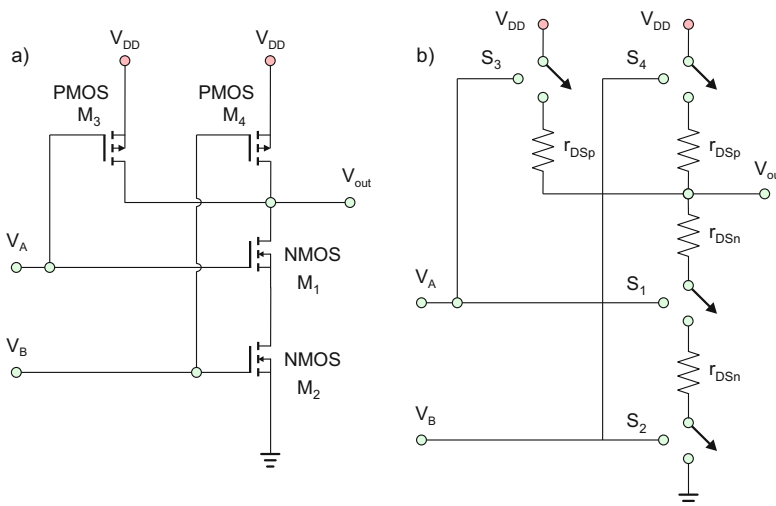 a)
V_DD
V_DD
PMOS
M_3
PMOS
M_4
V_out
V_A
NMOS
M_1
V_B
NMOS
M_2
b)
V_DD
V_DD
S_3
S_4
r_DSp
r_DSp
V_ou
r_DSn
V_A
S_1
r_DSn
V_B
S_2